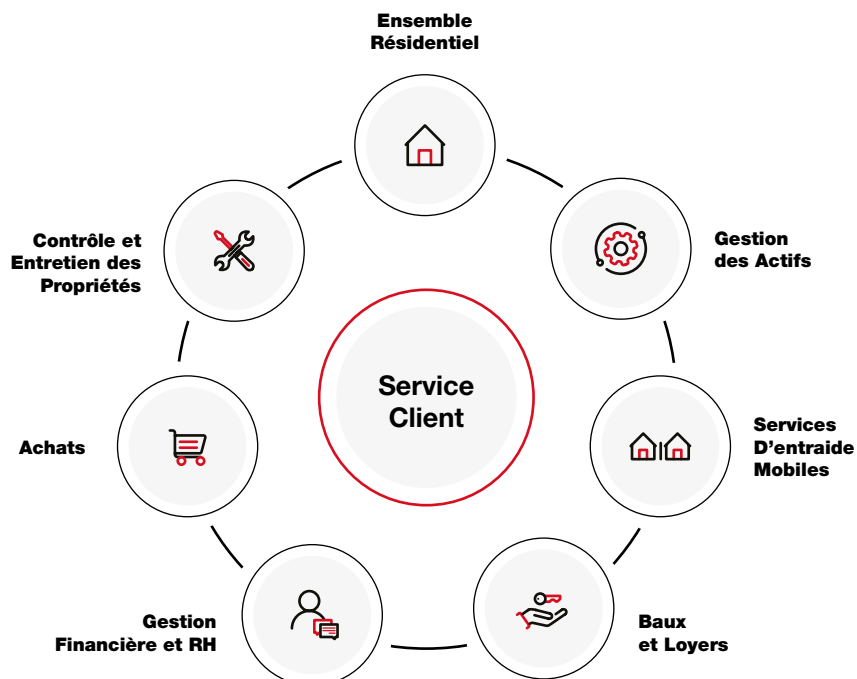 Ensemble
Résidentiel
Gestion
des Actifs
Services
D'entraide
Mobiles
Baux
et Loyers
Gestion
Financière et RH
Achats
Contrôle et
Entretien des
Propriétés
Service
Client